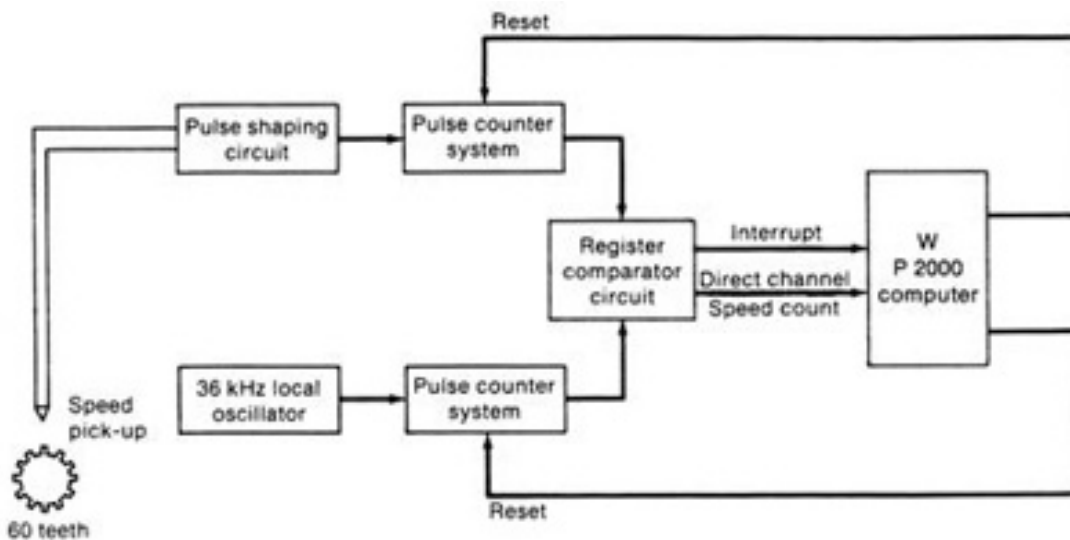 Reset
Pulse shaping
circuit
Pulse counter
system
Register
comparator
circuit
Interrupt
Direct channel
Speed count
W
P 2000
computer
36 kHz local
oscillator
Pulse counter
system
Speed
pick-up
60 teeth
Reset